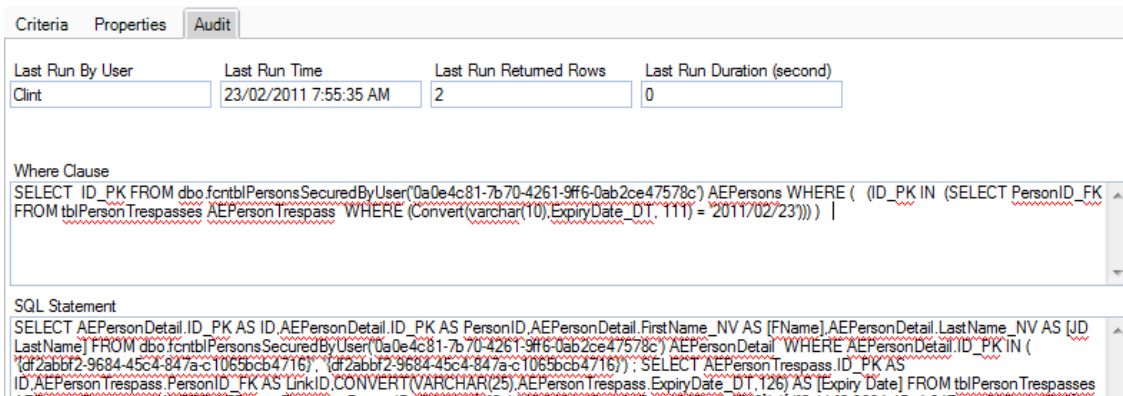 Criteria Properties Audit
Last Run By User Last Run Time Last Run Returned Rows Last Run Duration (second)
Clint 23/02/2011 7:55:35 AM 2 0
Where Clause
SELECT ID_PK FROM dbo.fcntblPersonsSecuredByUser('0a0e4c81-7b70-4261-9ff6-0ab2ce47578c') AEPersons WHERE ( (ID_PK IN (SELECT PersonID_FK
FROM tblPersonTrespasses AEPersonTrespass WHERE (Convert(varchar(10),ExpiryDate_DT, 111) = '2011/02/23'))) )
SQL Statement
SELECT AEPersonDetail.ID_PK AS ID,AEPersonDetail.ID_PK AS PersonID,AEPersonDetail.FirstName_NV AS [FName],AEPersonDetail.LastName_NV AS [JD
LastName] FROM dbo.fcntblPersonsSecuredByUser('0a0e4c81-7b70-4261-9ff6-0ab2ce47578c') AEPersonDetail WHERE AEPersonDetail.ID_PK IN (
'{df2abbf2-9684-45c4-847a-c1065bcb4716}', '{df2abbf2-9684-45c4-847a-c1065bcb4716}') ; SELECT AEPersonTrespass.ID_PK AS
ID,AEPersonTrespass.PersonID_FK AS LinkID,CONVERT(VARCHAR(25),AEPersonTrespass.ExpiryDate_DT,126) AS [Expiry Date] FROM tblPersonTrespasses